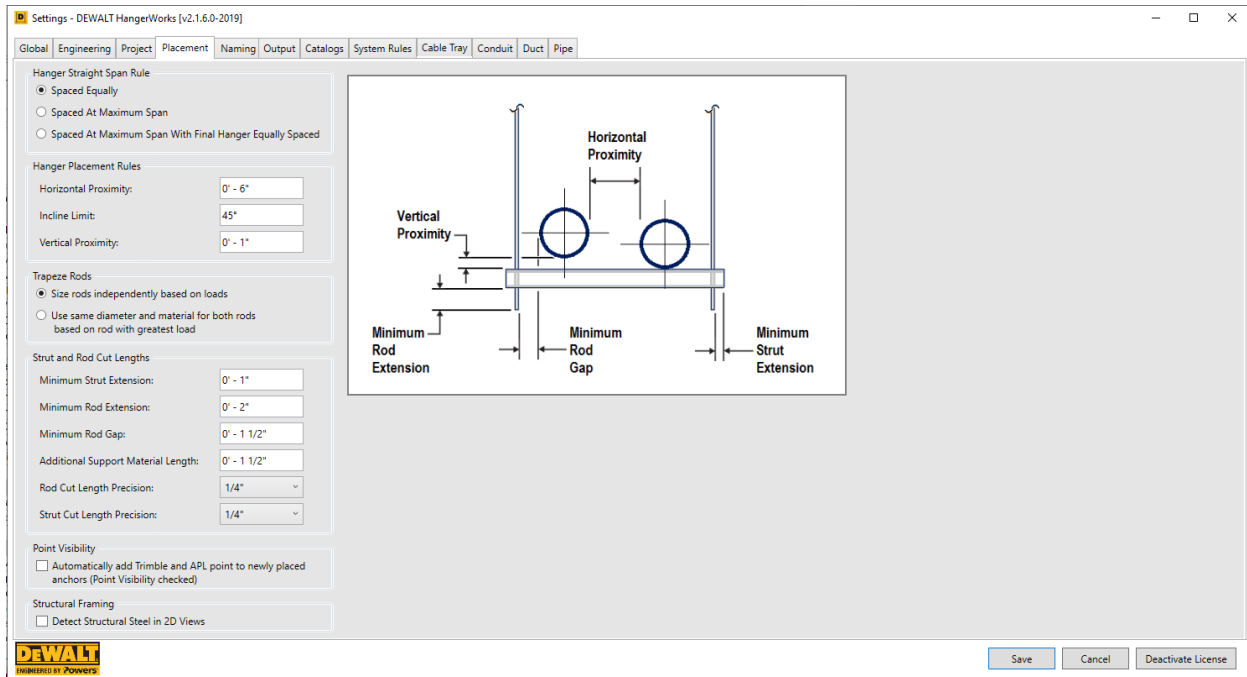 Settings - DEWALT HangerWorks [v2.1.6.0-2019]
Global Engineering Project Placement Naming Output Catalogs System Rules Cable Tray Conduit Duct Pipe
Hanger Straight Span Rule
Spaced Equally
Spaced At Maximum Span
Spaced At Maximum Span With Final Hanger Equally Spaced
Hanger Placement Rules
Horizontal Proximity: 0' - 6"
Incline Limit: 45°
Vertical Proximity: 0' - 1"
Trapeze Rods
Size rods independently based on loads
Use same diameter and material for both rods
based on rod with greatest load
Strut and Rod Cut Lengths
Minimum Strut Extension: 0' - 1"
Minimum Rod Extension: 0' - 2"
Minimum Rod Gap: 0' - 1 1/2"
Additional Support Material Length: 0' - 1 1/2"
Rod Cut Length Precision: 1/4"
Strut Cut Length Precision: 1/4"
Point Visibility
Automatically add Trimble and APL point to newly placed
anchors (Point Visibility checked)
Structural Framing
Detect Structural Steel in 2D Views
Horizontal
Proximity
Vertical
Proximity
Minimum
Rod
Extension
Minimum
Rod
Gap
Minimum
Strut
Extension
DEWALT
ENGINEERED BY Powers
Save Cancel Deactivate License